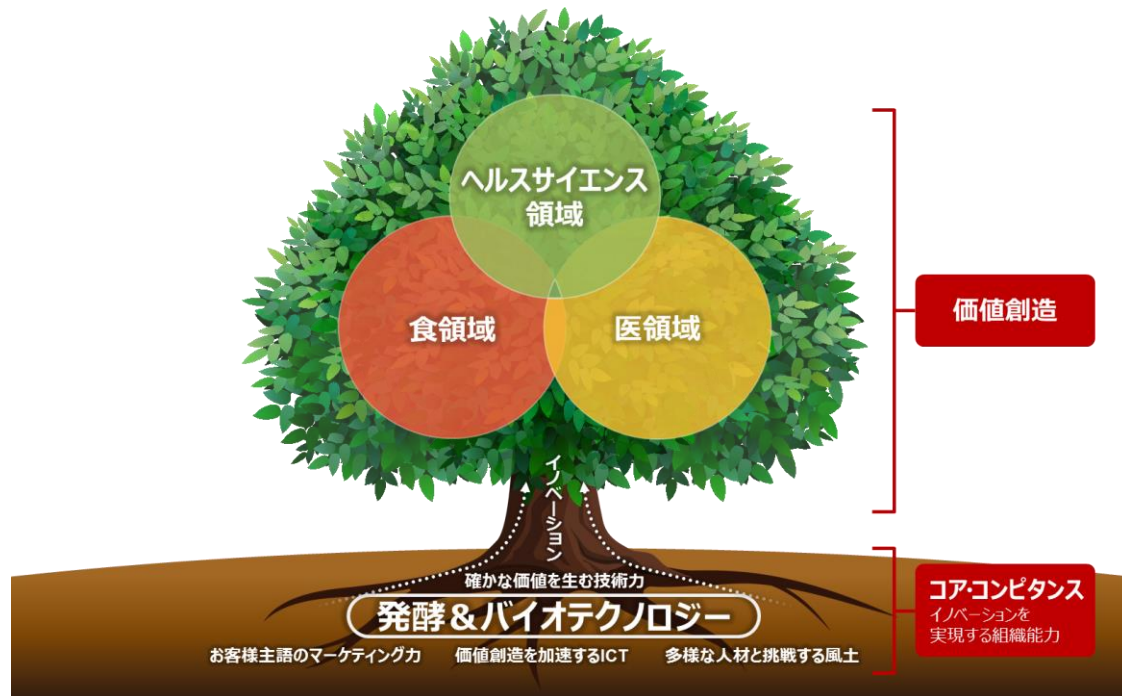 ヘルスサイエンス
領域
食領域
医領域
価値創造
イノベーション
確かな価値を生む技術力
発酵&バイオテクノロジー
お客様主語のマーケティング力
価値創造を加速するICT
多様な人材と挑戦する風土
コア・コンピタンス
イノベーションを
実現する組織能力